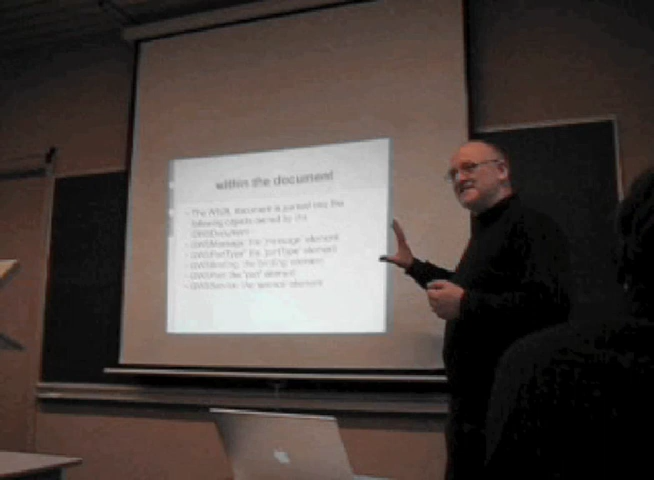 within the document
The WSDL document is parsed into the
following objects owned by the
GWSDocument
GWSMessage the 'message' element
GWSPortType the 'portType' element
GWSBinding the 'binding' element
GWSPort the 'port' element
GWSService the 'service' element